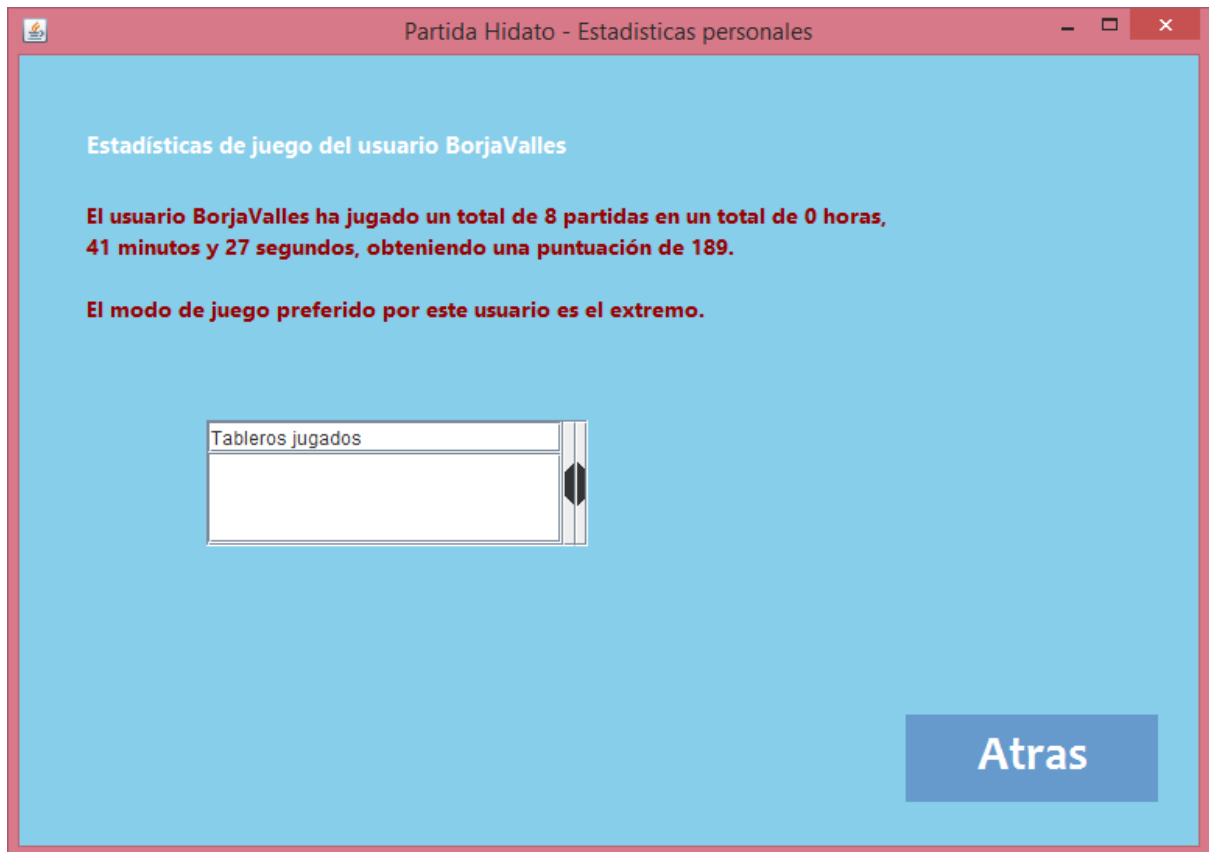 Partida Hidato - Estadisticas personales
Estadísticas de juego del usuario BorjaValles
El usuario BorjaValles ha jugado un total de 8 partidas en un total de 0 horas,
41 minutos y 27 segundos, obteniendo una puntuación de 189.
El modo de juego preferido por este usuario es el extremo.
Tableros jugados
Atras